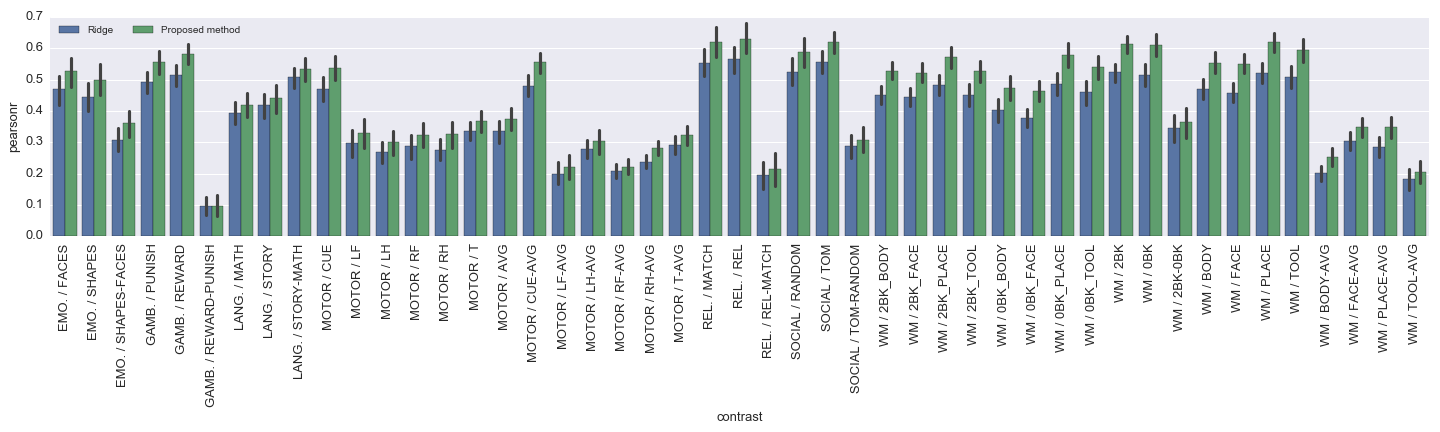 0.7
0.6
0.5
0.4
0.3
0.2
0.1
0.0
pearsonr
Ridge
Proposed method
EMO. / FACES
EMO. / SHAPES
EMO. / SHAPES-FACES
GAMB. / PUNISH
GAMB. / REWARD
GAMB. / REWARD-PUNISH
LANG. / MATH
LANG. / STORY
LANG. / STORY-MATH
MOTOR / CUE
MOTOR / LF
MOTOR / LH
MOTOR / RF
MOTOR / RH
MOTOR / T
MOTOR / AVG
MOTOR / CUE-AVG
MOTOR / LF-AVG
MOTOR / LH-AVG
MOTOR / RF-AVG
MOTOR / RH-AVG
MOTOR / T-AVG
REL. / MATCH
REL. / REL
REL. / REL-MATCH
SOCIAL / RANDOM
SOCIAL / TOM
SOCIAL / TOM-RANDOM
WM / 2BK_BODY
WM / 2BK_FACE
WM / 2BK_PLACE
WM / 2BK_TOOL
WM / 0BK_BODY
WM / 0BK_FACE
WM / 0BK_PLACE
WM / 0BK_TOOL
WM / 2BK
WM / 0BK
WM / 2BK-0BK
WM / BODY
WM / FACE
WM / PLACE
WM / TOOL
WM / BODY-AVG
WM / FACE-AVG
WM / PLACE-AVG
WM / TOOL-AVG
contrast